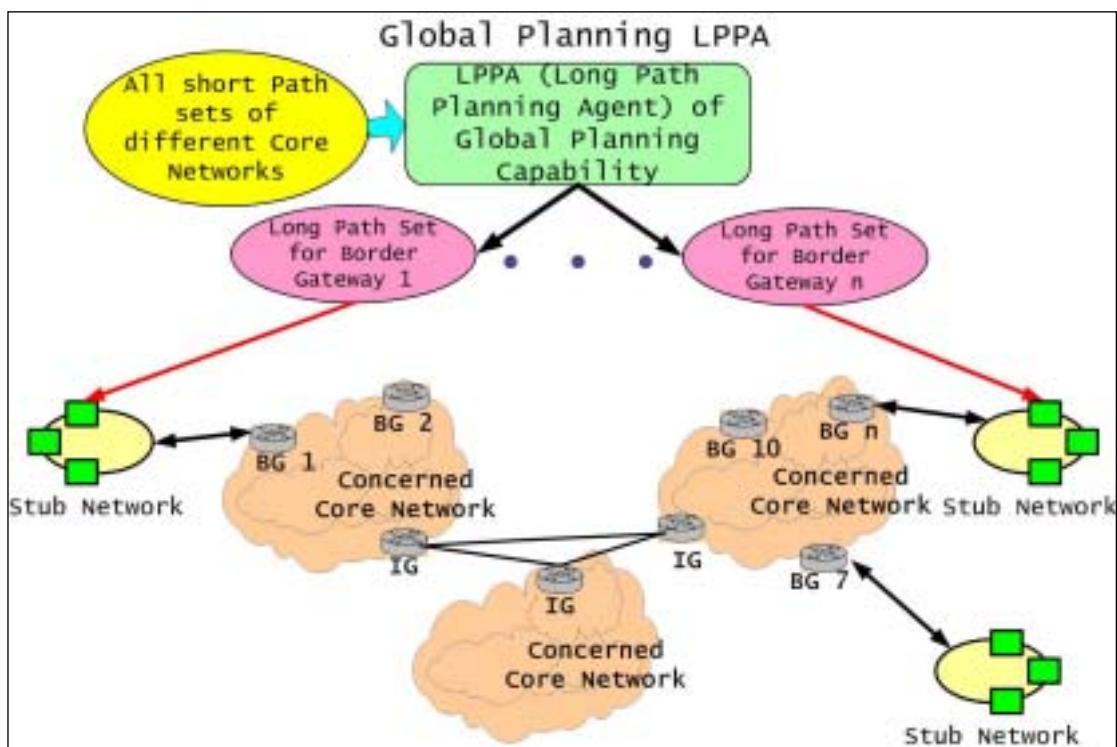 Global Planning LPPA
All short Path
sets of
different Core
Networks
LPPA (Long Path
Planning Agent) of
Global Planning
Capability
Long Path Set
for Border
Gateway 1
Long Path Set
for Border
Gateway n
BG 2
BG 1
Concerned
Core Network
IG
Stub Network
BG 10
BG n
Concerned
Core Network
IG
BG 7
Stub Network
IG
Concerned
Core Network
Stub Network